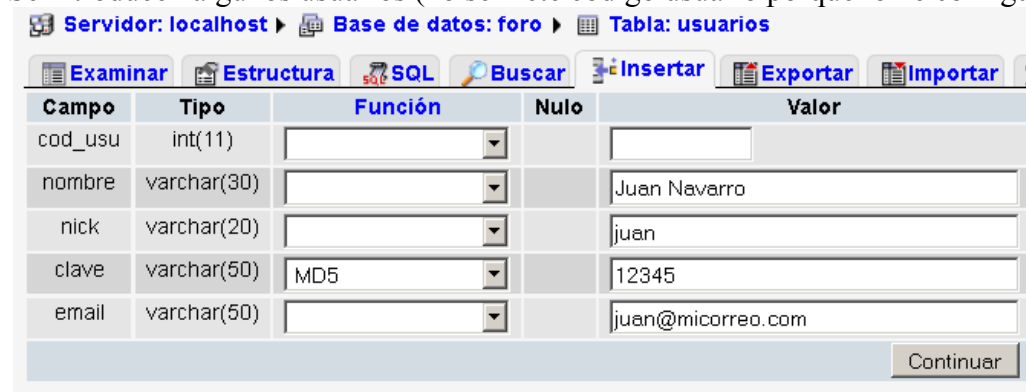 Servidor: localhost Base de datos: foro Tabla: usuarios
Examinar Estructura SQL Buscar Insertar Exportar Importar
Campo Tipo Función Nulo Valor
cod_usu int(11)
nombre varchar(30) Juan Navarro
nick varchar(20) juan
clave varchar(50) MD5 12345
email varchar(50) juan@micorreo.com
Continuar